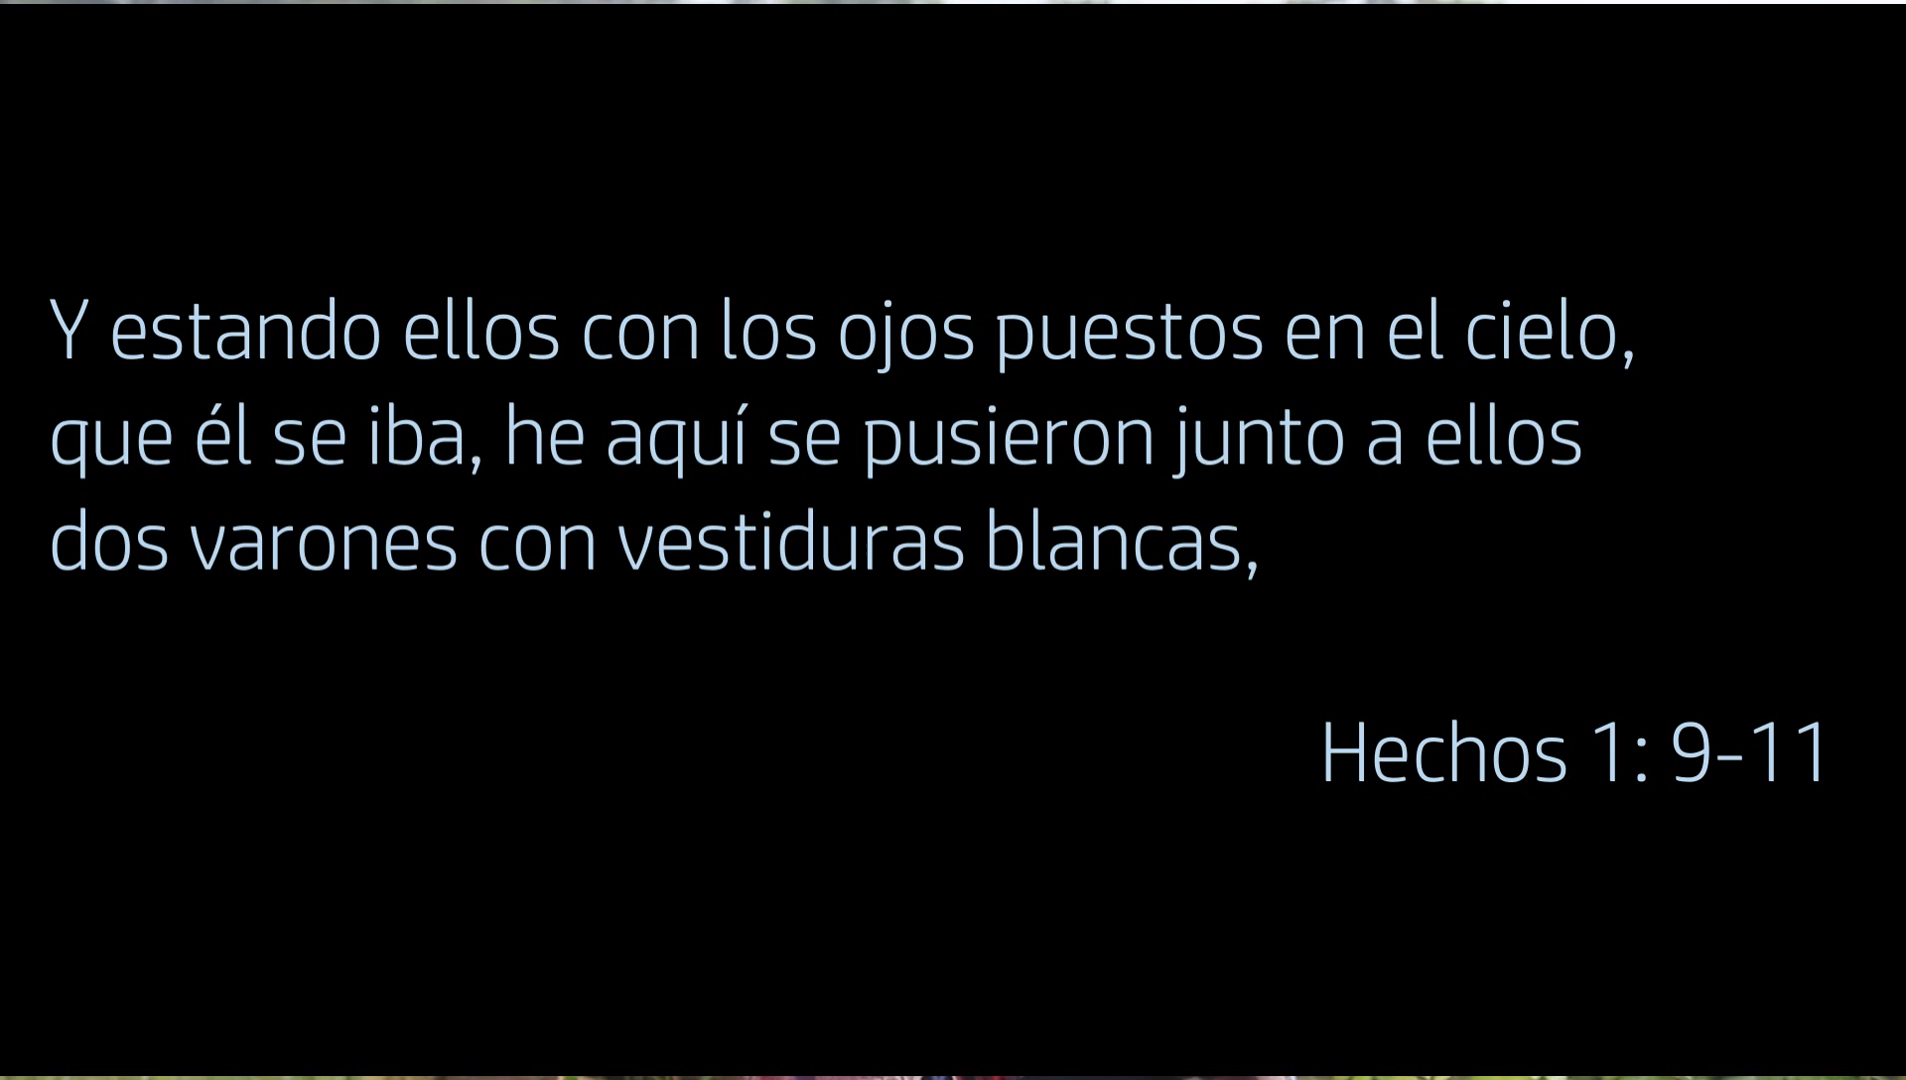 Y estando ellos con los ojos puestos en el cielo,
que él se iba, he aquí se pusieron junto a ellos
dos varones con vestiduras blancas,
Hechos 1: 9-11